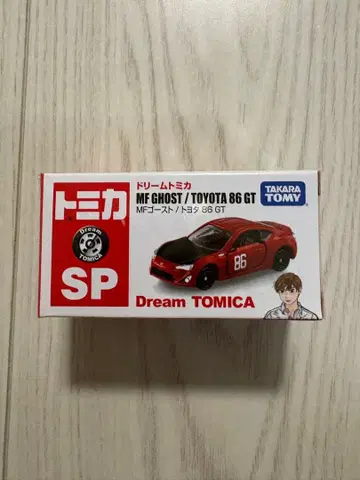 トミカ
Dream
TOMICA
SP
ドリームトミカ
MF GHOST / TOYOTA 86 GT
MFゴースト / トヨタ 86 GT
TAKARA
TOMY
86
Dream TOMICA